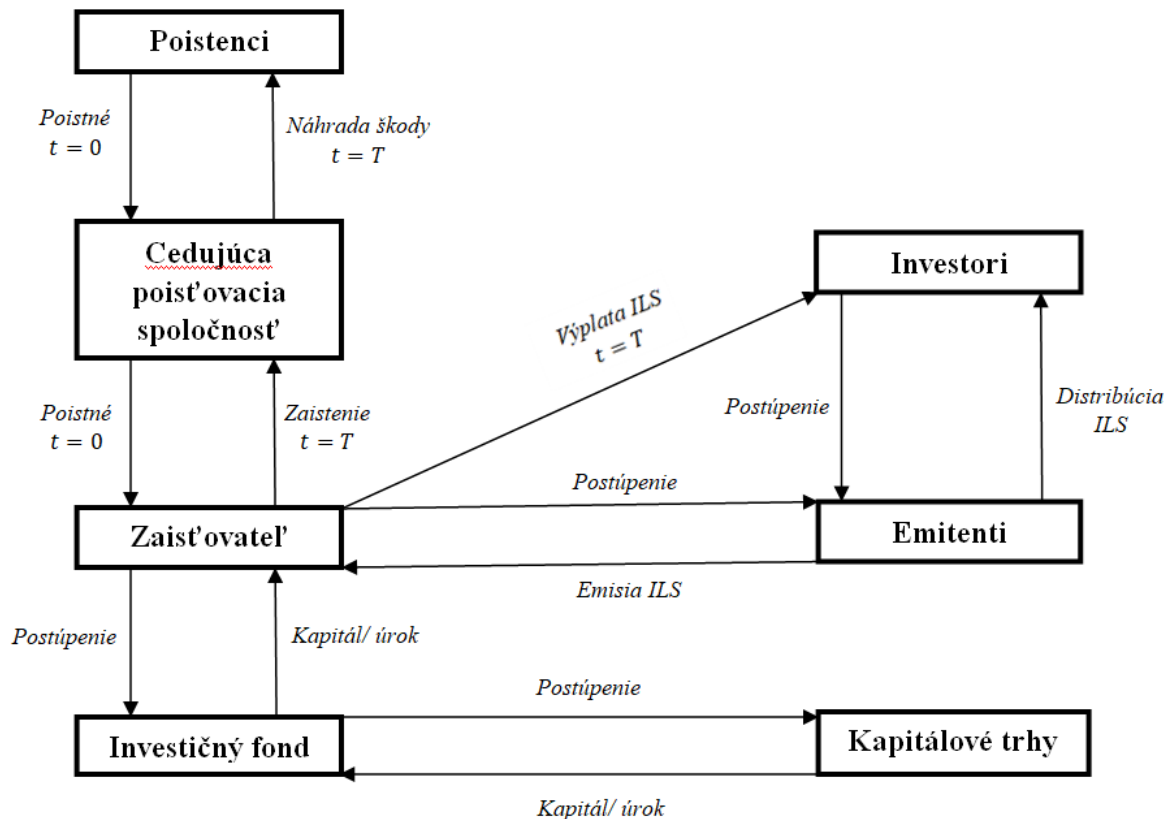 Poistenci
Poistné
t = 0
Náhrada škody
t = T
Cedujúca
poisťovacia
spoločnosť
Investori
Výplata ILS
t = T
Poistné
t = 0
Zaistenie
t = T
Postúpenie
Distribúcia
ILS
Postúpenie
Zaisťovateľ
Emitenti
Emisia ILS
Postúpenie
Kapitál/ úrok
Postúpenie
Investičný fond
Kapitálové trhy
Kapitál/ úrok